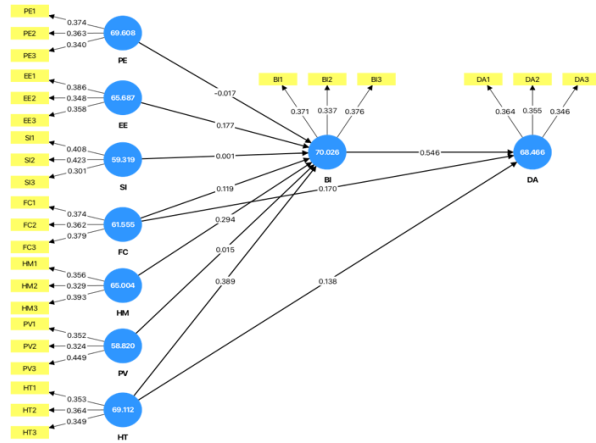 PE1
0.374
PE2
0.363
PE3
0.340
69.608
PE
EE1
0.386
EE2
0.348
EE3
0.358
65.687
EE
SI1
0.408
SI2
0.423
SI3
0.301
59.319
SI
FC1
0.374
FC2
0.362
FC3
0.379
61.555
FC
HM1
0.356
HM2
0.329
HM3
0.393
65.004
HM
PV1
0.352
PV2
0.324
PV3
0.449
58.820
PV
HT1
0.353
HT2
0.364
HT3
0.349
69.112
HT
-0.017
0.177
0.001
0.119
0.170
0.294
0.015
0.389
0.138
BI1
BI2
BI3
0.371
0.337
0.376
70.026
BI
0.546
DA1
DA2
DA3
0.364
0.355
0.346
68.466
DA